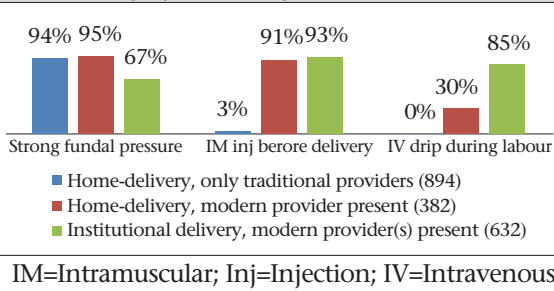 94% 95% 67% 3% 91% 93% 0% 30% 85%
Strong fundal pressure IM inj berore delivery IV drip during labour
Home-delivery, only traditional providers (894)
Home-delivery, modern provider present (382)
Institutional delivery, modern provider(s) present (632)
IM=Intramuscular; Inj=Injection; IV=Intravenous